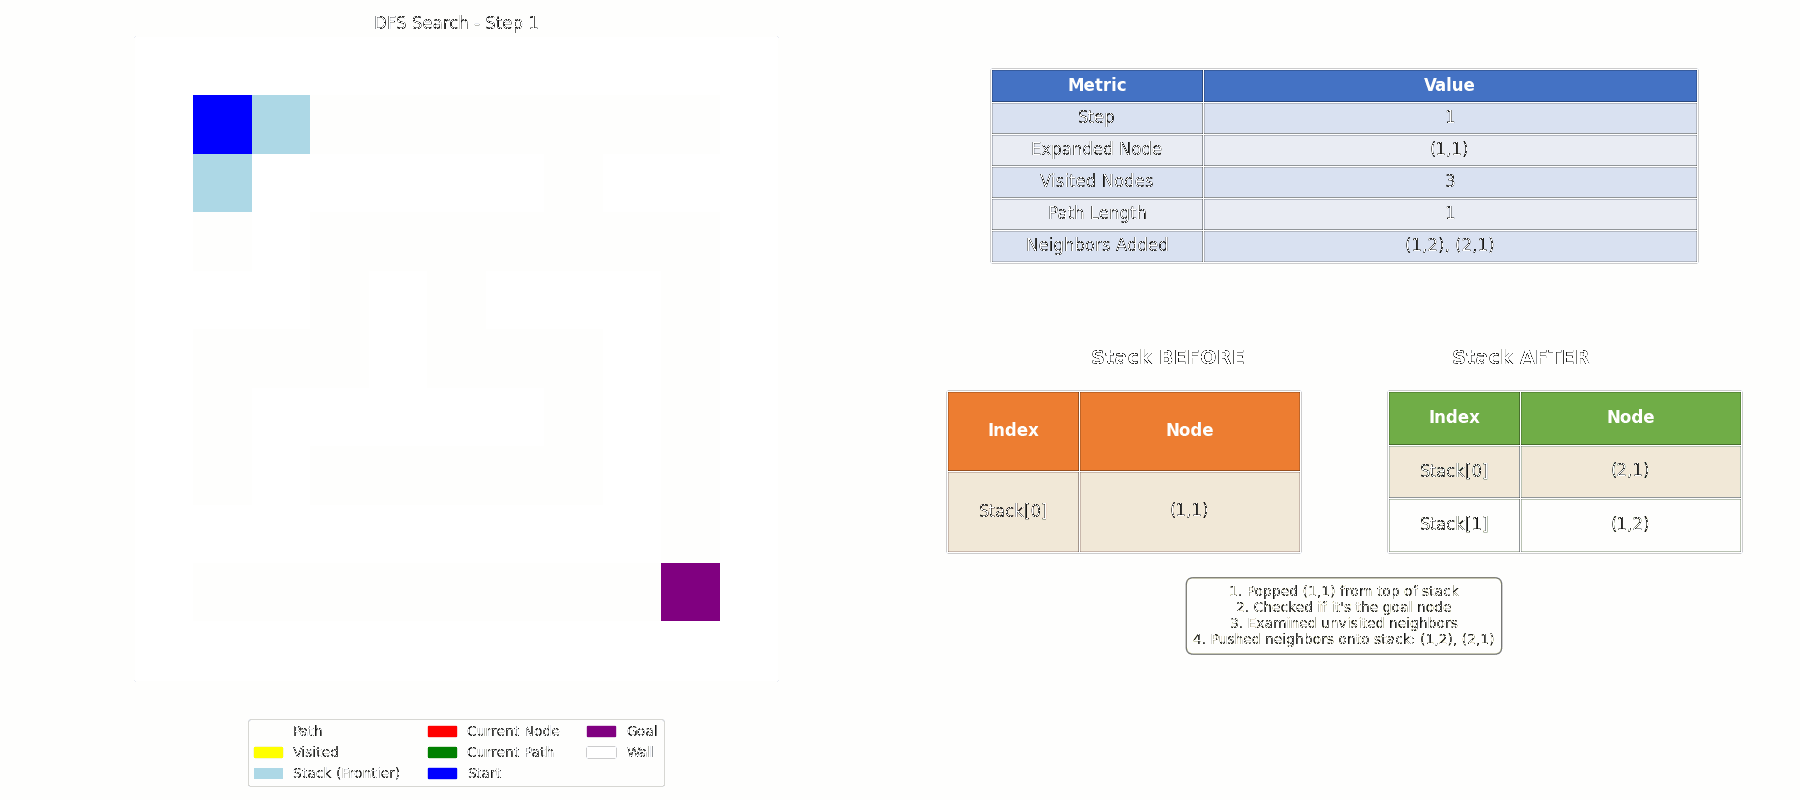 DFS Search - Step 1
Metric Value
Step 1
Expanded Node (1,1)
Visited Nodes 3
Path Length 1
Neighbors Added (1,2), (2,1)
Stack BEFORE
Index Node
Stack[0] (1,1)
Stack AFTER
Index Node
Stack[0] (2,1)
Stack[1] (1,2)
1. Popped (1,1) from top of stack
2. Checked if it's the goal node
3. Examined unvisited neighbors
4. Pushed neighbors onto stack: (1,2), (2,1)
Path
Visited
Stack (Frontier)
Current Node
Current Path
Start
Goal
Wall